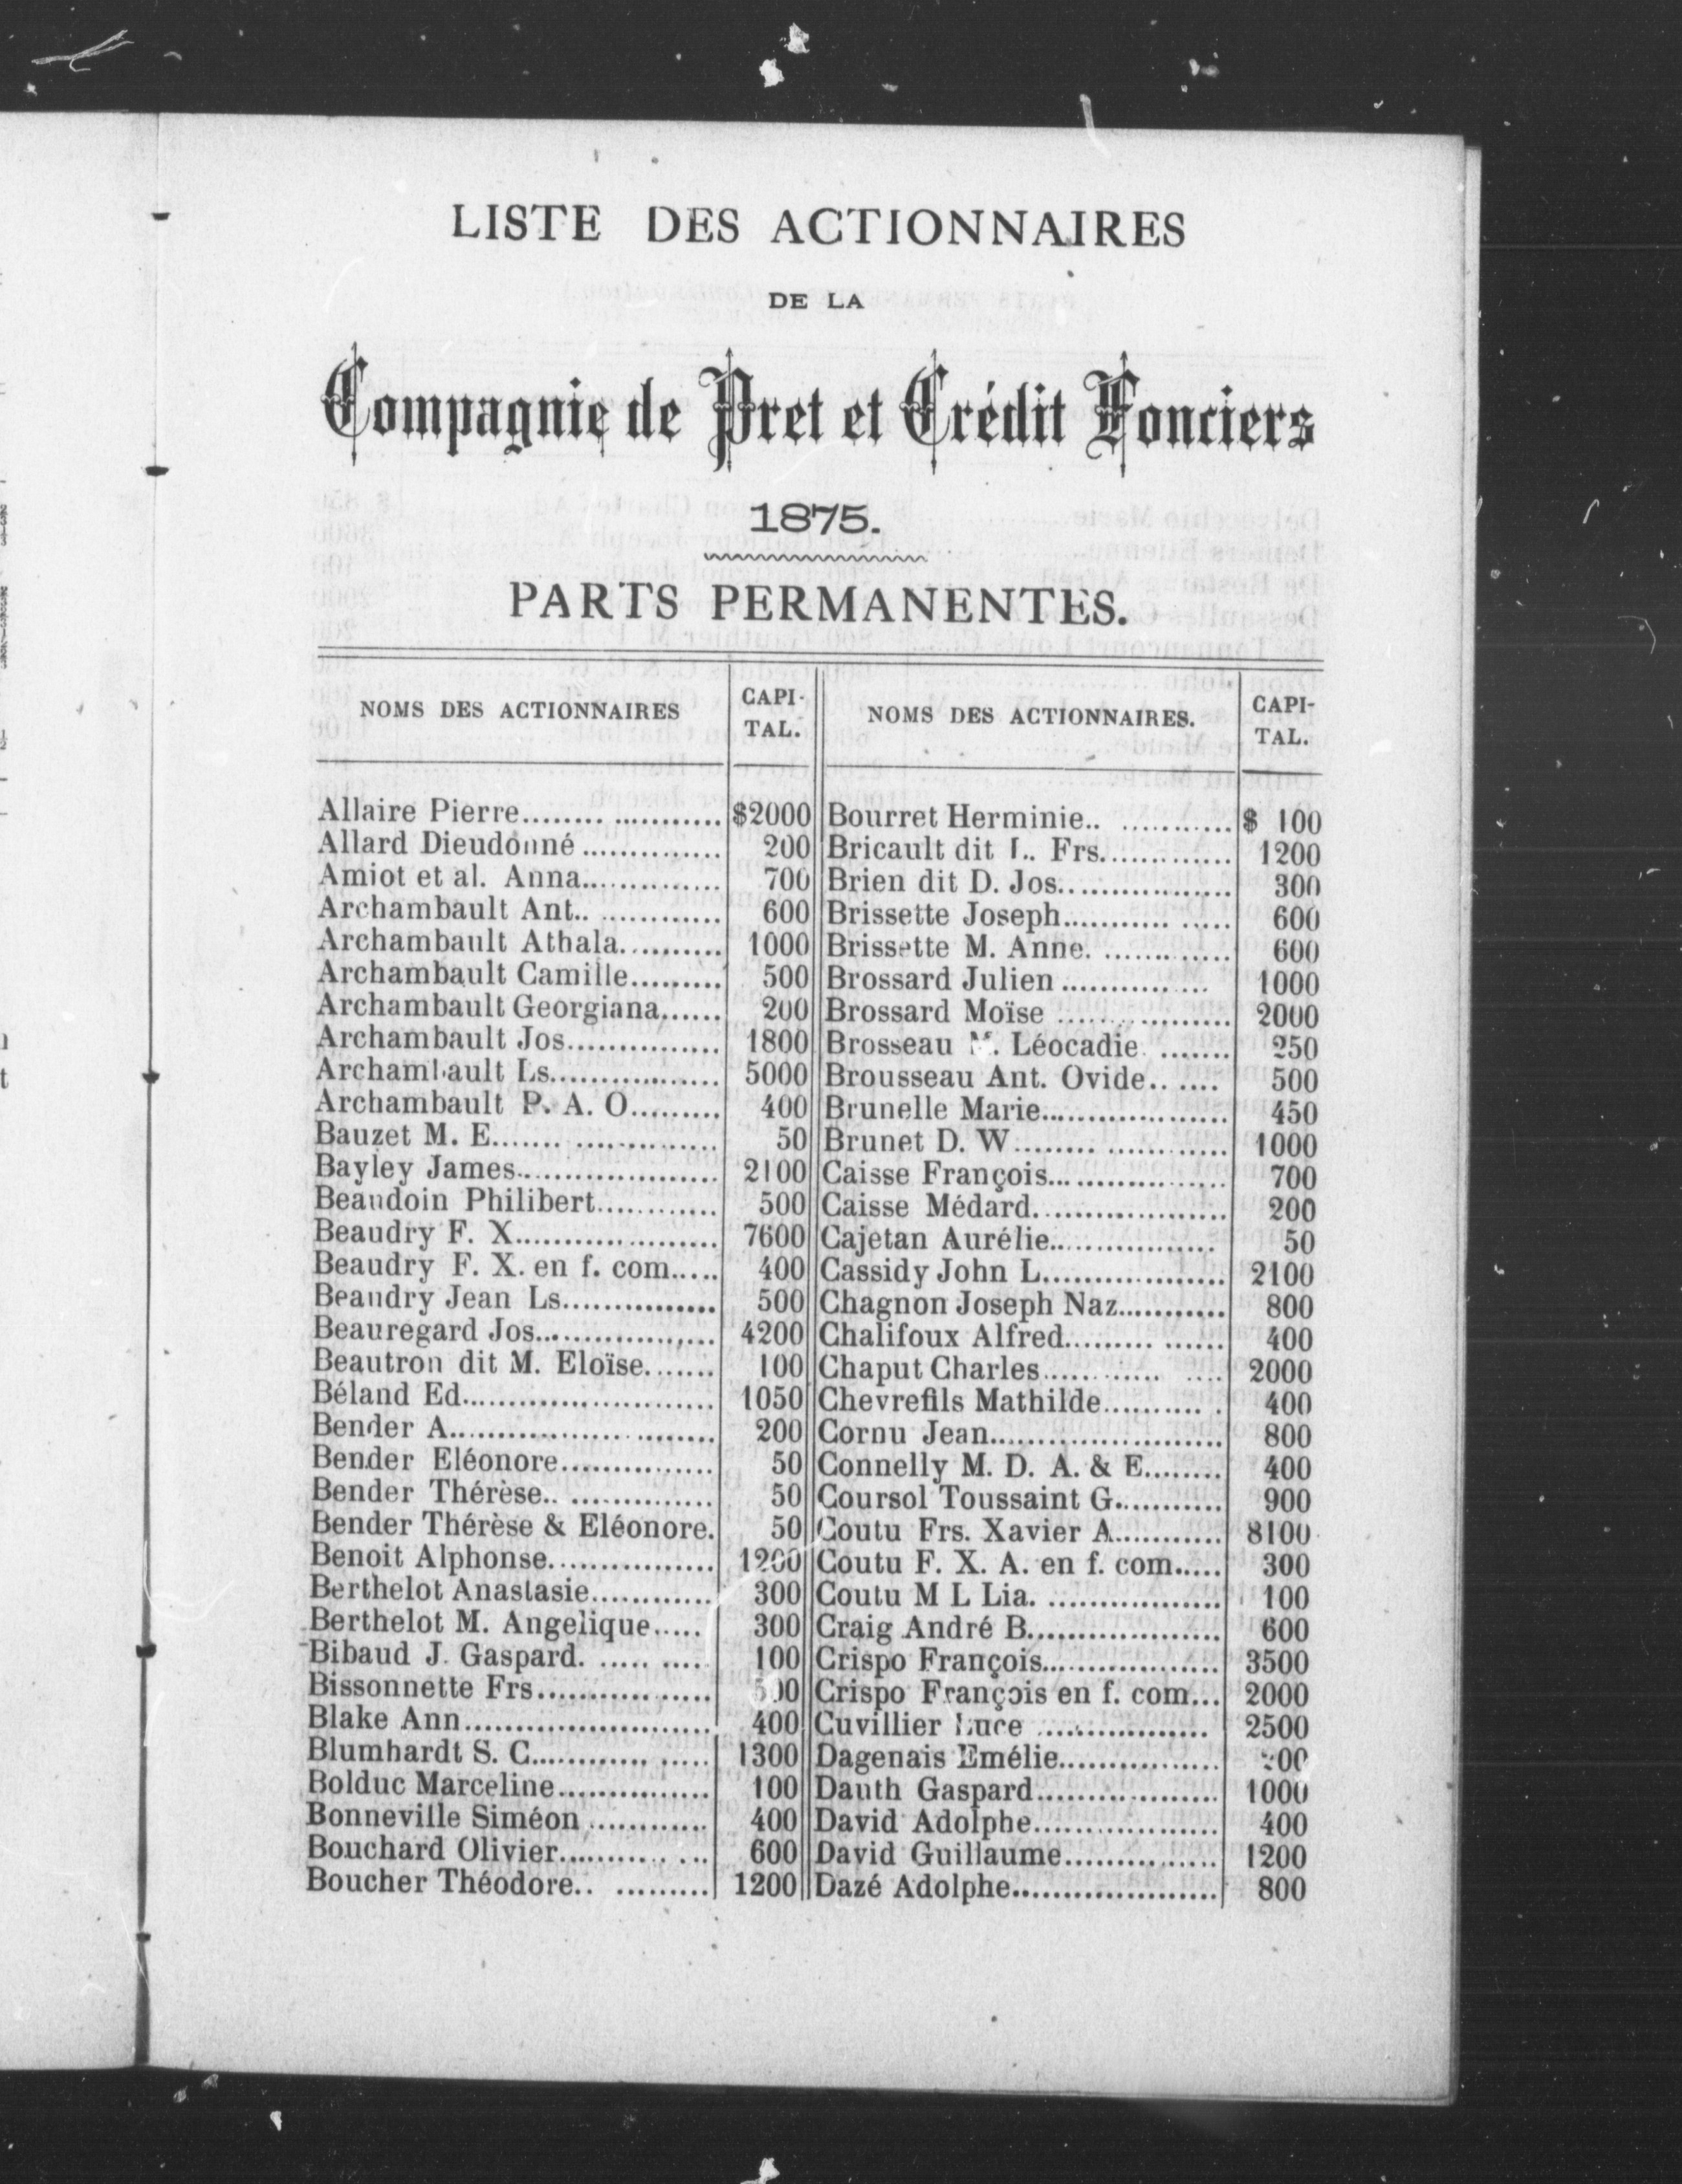 LISTE DES ACTIONNAIRES
DE LA
Compagnie de Pret et Crédit Fonciers
1875.
PARTS PERMANENTES.
NOMS DES ACTIONNAIRES
CAPI-
TAL.
Allaire Pierre........ ........... $2000
Allard Dieudonné .............. 200
Amiot et al. Anna.............. 700
Archambault Ant.. ............ 600
Archambault Athala........... 1000
Archambault Camille......... 500
Archambault Georgiana...... 200
Archambault Jos............... 1800
Archambault Ls................. 5000
Archambault P. A. O......... 400
Bauzet M. E....... .............. 50
Bayley James.................... 2100
Beaudoin Philibert............ 500
Beaudry F. X.................... 7600
Beaudry F. X. en f. com..... 400
Beaudry Jean Ls............... 500
Beauregard Jos.................. 4200
Beautron dit M. Eloïse....... 100
Béland Ed........................ 1050
Bender A.......................... 200
Bender Eléonore............... 50
Bender Thérèse.. .............. 50
Bender Thérèse & Eléonore. 50
Benoit Alphonse................ 1200
Berthelot Anastasie............ 300
Berthelot M. Angelique..... 300
Bibaud J. Gaspard. ..... ..... 100
Bissonnette Frs................. 500
Blake Ann........................ 400
Blumhardt S. C............ ..... 1300
Bolduc Marceline............... 100
Bonneville Siméon ............ 400
Bouchard Olivier........... ... 600
Boucher Théodore.. ......... 1200
NOMS DES ACTIONNAIRES.
CAPI-
TAL.
Bourret Herminie.. ........... $ 100
Bricault dit L. Frs............. 1200
Brien dit D. Jos................. 300
Brissette Joseph........... ..... 600
Brissette M. Anne. ............. 600
Brossard Julien .............. 1000
Brossard Moïse ................. 2000
Brosseau M. Léocadie. ....... 250
Brousseau Ant. Ovide.. .... 500
Brunelle Marie................... 450
Brunet D. W........ ............ 1000
Caisse François.................. 700
Caisse Médard................... 200
Cajetan Aurélie................. 50
Cassidy John L.................. 2100
Chagnon Joseph Naz........... 800
Chalifoux Alfred......... ...... 400
Chaput Charles............ .... 2000
Chevrefils Mathilde.......... . 400
Cornu Jean....................... 800
Connelly M. D. A. & E........ 400
Coursol Toussaint G........... 900
Coutu Frs. Xavier A........... 8100
Coutu F. X. A. en f. com..... 300
Coutu M L Lia. ................. 100
Craig André B................... 600
Crispo François.................. 3500
Crispo François en f. com... 2000
Cuvillier Luce ................. 2500
Dagenais Emélie................
Dauth Gaspard.................. 1000
David Adolphe.................. 400
David Guillaume............... 1200
Dazé Adolphe.................... 800